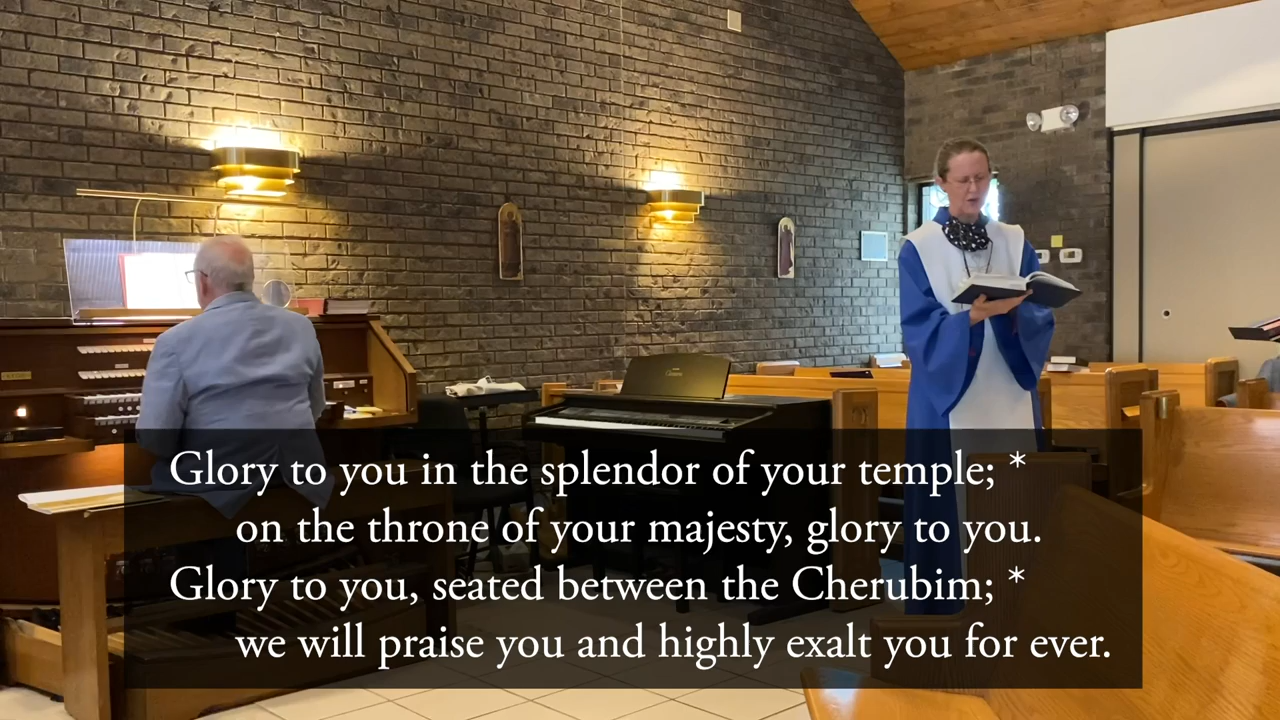 Glory to you in the splendor of your temple; *
on the throne of your majesty, glory to you.
Glory to you, seated between the Cherubim; *
we will praise you and highly exalt you for ever.